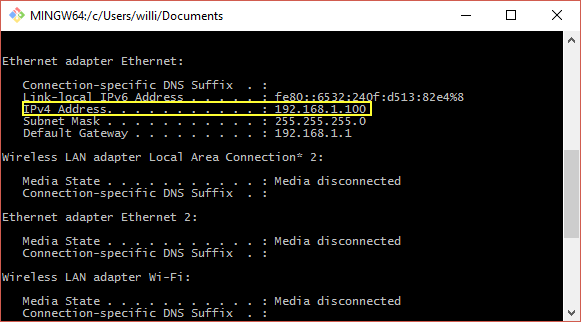 MINGW64:/c/Users/willi/Documents
Ethernet adapter Ethernet:
Connection-specific DNS Suffix  . :
Link-local IPv6 Address . . . . . : fe80::6532:240f:d513:82e4%8
IPv4 Address. . . . . . . . . . . : 192.168.1.100
Subnet Mask . . . . . . . . . . . : 255.255.255.0
Default Gateway . . . . . . . . . : 192.168.1.1
Wireless LAN adapter Local Area Connection* 2:
Media State . . . . . . . . . . . : Media disconnected
Connection-specific DNS Suffix  . :
Ethernet adapter Ethernet 2:
Media State . . . . . . . . . . . : Media disconnected
Connection-specific DNS Suffix  . :
Wireless LAN adapter Wi-Fi:
Media State . . . . . . . . . . . : Media disconnected
Connection-specific DNS Suffix  . :